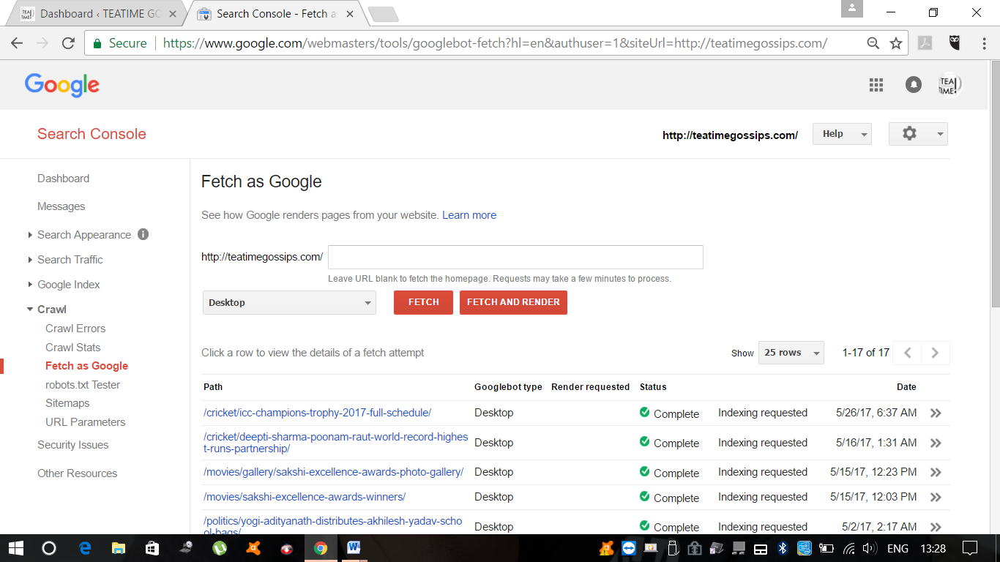 TEA TIME!
Dashboard ‹ TEATIME GO
Search Console - Fetch a
Secure
https://www.google.com/webmasters/tools/googlebot-fetch?hl=en&authuser=1&siteUrl=http://teatimegossips.com/
Google
TEA TIME!
Search Console
http://teatimegossips.com/
Help
Dashboard
Messages
Search Appearance
Search Traffic
Google Index
Crawl
Crawl Errors
Crawl Stats
Fetch as Google
robots.txt Tester
Sitemaps
URL Parameters
Security Issues
Other Resources
Fetch as Google
See how Google renders pages from your website. Learn more
http://teatimegossips.com/
Leave URL blank to fetch the homepage. Requests may take a few minutes to process.
Desktop FETCH FETCH AND RENDER
Click a row to view the details of a fetch attempt Show 25 rows 1-17 of 17
Path Googlebot type Render requested Status Date
/cricket/icc-champions-trophy-2017-full-schedule/ Desktop Complete Indexing requested 5/26/17, 6:37 AM
/cricket/deepti-sharma-poonam-raut-world-record-highes
t-runs-partnership/ Desktop Complete Indexing requested 5/16/17, 1:31 AM
/movies/gallery/sakshi-excellence-awards-photo-gallery/ Desktop Complete Indexing requested 5/15/17, 12:23 PM
/movies/sakshi-excellence-awards-winners/ Desktop Complete Indexing requested 5/15/17, 12:03 PM
/politics/yogi-adityanath-distributes-akhilesh-yadav-scho
ol-bags/ Desktop Complete Indexing requested 5/2/17, 2:17 AM
ENG 13:28